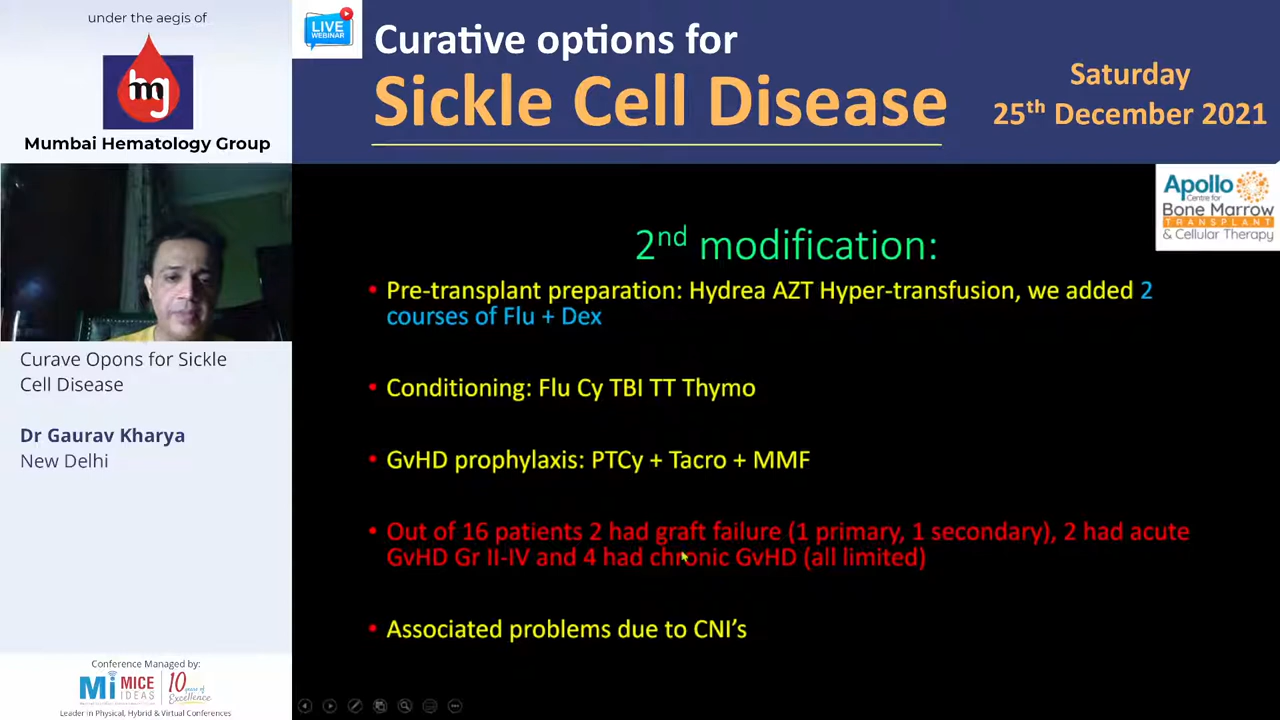 under the aegis of
mg
Mumbai Hematology Group
LIVE
WEBINAR
Curative options for
Sickle Cell Disease
Saturday
25th December 2021
Apollo
Centre for
Bone Marrow
TRANSPLANT
& Cellular Therapy
2nd modification:
• Pre-transplant preparation: Hydrea AZT Hyper-transfusion, we added 2
courses of Flu + Dex
• Conditioning: Flu Cy TBI TT Thymo
• GvHD prophylaxis: PTCy + Tacro + MMF
• Out of 16 patients 2 had graft failure (1 primary, 1 secondary), 2 had acute
GvHD Gr II-IV and 4 had chronic GvHD (all limited)
• Associated problems due to CNI’s
Curave Opons for Sickle
Cell Disease
Dr Gaurav Kharya
New Delhi
Conference Managed by:
Mi MICE
IDEAS
10 years of
Excellence
Leader in Physical, Hybrid & Virtual Conferences